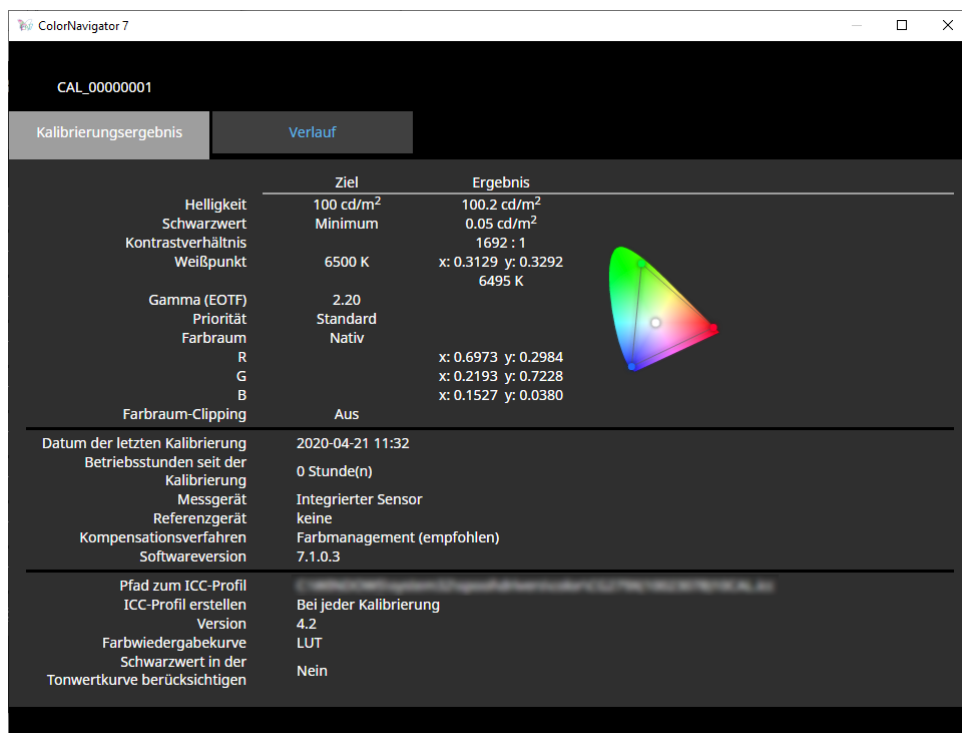 ColorNavigator 7
CAL_00000001
Kalibrierungsergebnis Verlauf
Ziel Ergebnis
Helligkeit 100 cd/m² 100.2 cd/m²
Schwarzwert Minimum 0.05 cd/m²
Kontrastverhältnis 1692 : 1
Weißpunkt 6500 K x: 0.3129 y: 0.3292
6495 K
Gamma (EOTF) 2.20
Priorität Standard
Farbraum Nativ
R x: 0.6973 y: 0.2984
G x: 0.2193 y: 0.7228
B x: 0.1527 y: 0.0380
Farbraum-Clipping Aus
Datum der letzten Kalibrierung 2020-04-21 11:32
Betriebsstunden seit der
Kalibrierung 0 Stunde(n)
Messgerät Integrierter Sensor
Referenzgerät keine
Kompensationsverfahren Farbmanagement (empfohlen)
Softwareversion 7.1.0.3
Pfad zum ICC-Profil
ICC-Profil erstellen Bei jeder Kalibrierung
Version 4.2
Farbwiedergabekurve LUT
Schwarzwert in der
Tonwertkurve berücksichtigen Nein